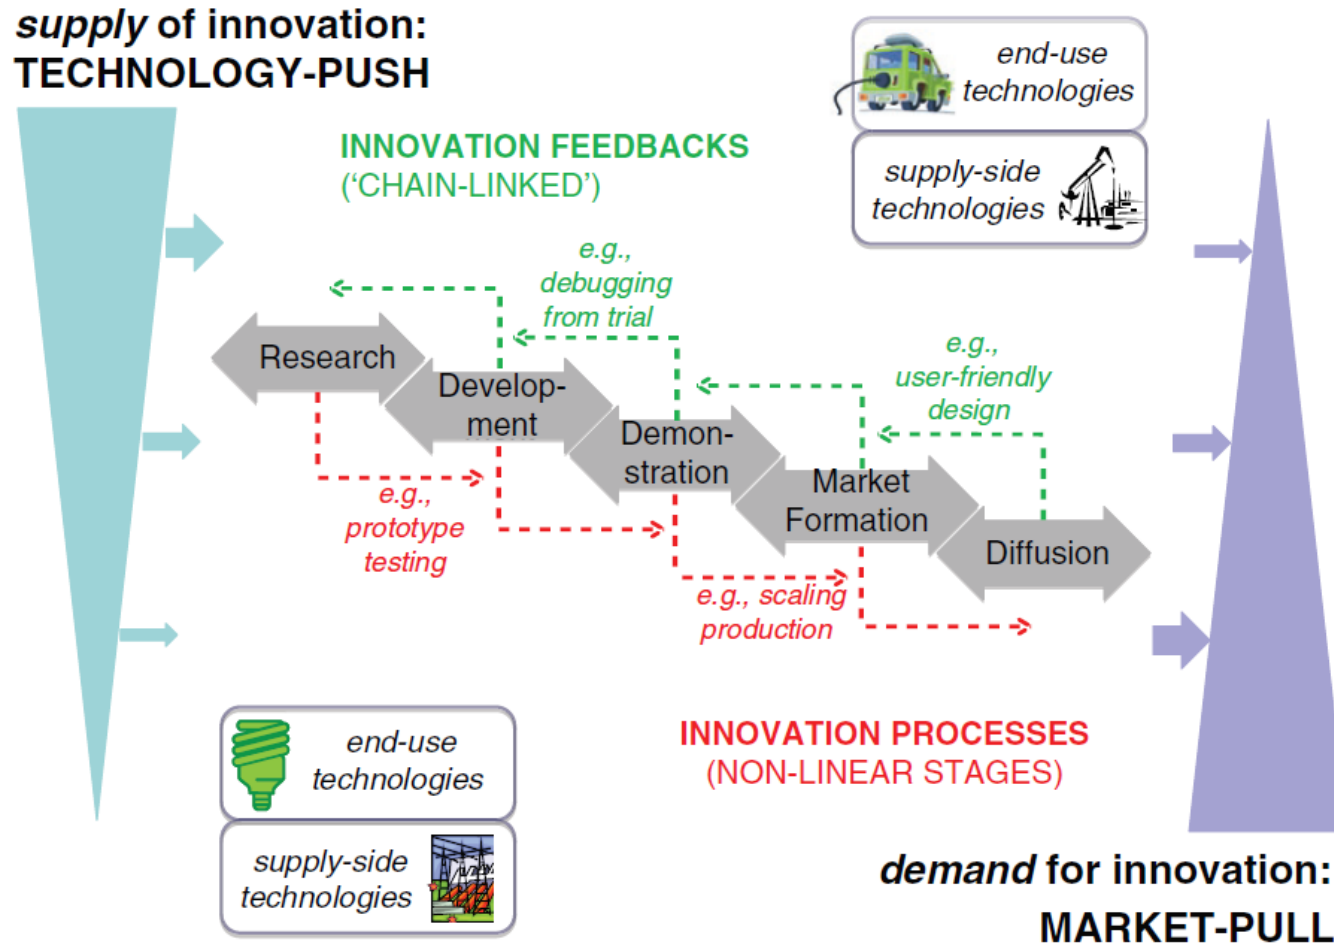 supply of innovation:
TECHNOLOGY-PUSH
end-use
technologies
supply-side
technologies
INNOVATION FEEDBACKS
(‘CHAIN-LINKED’)
e.g.,
debugging
from trial
e.g.,
user-friendly
design
Research
Develop-
ment
Demon-
stration
Market
Formation
Diffusion
e.g.,
prototype
testing
e.g., scaling
production
INNOVATION PROCESSES
(NON-LINEAR STAGES)
end-use
technologies
supply-side
technologies
demand for innovation:
MARKET-PULL